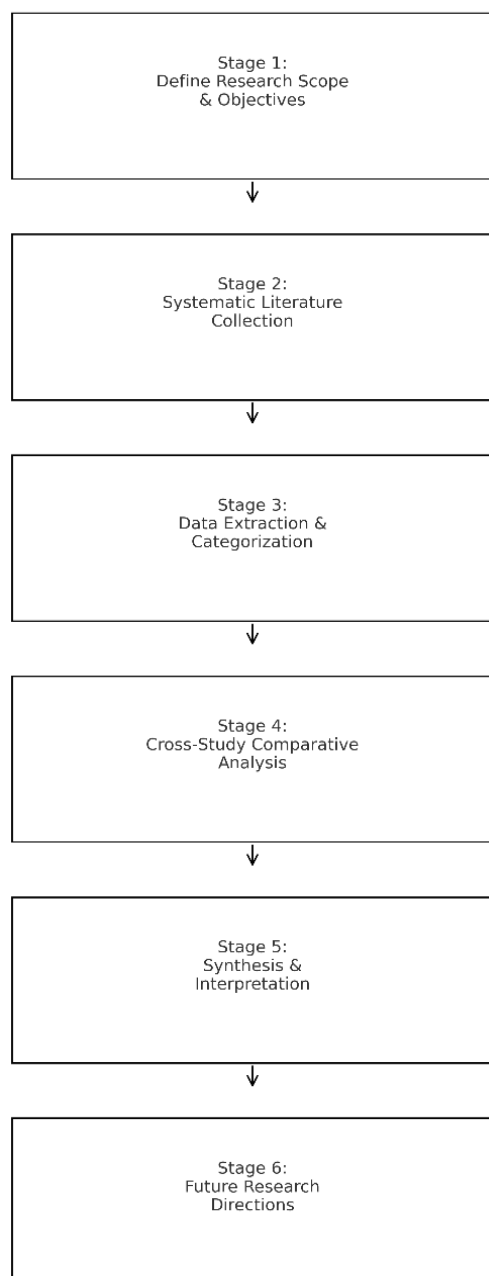 Stage 1:
Define Research Scope
& Objectives
Stage 2:
Systematic Literature
Collection
Stage 3:
Data Extraction &
Categorization
Stage 4:
Cross-Study Comparative
Analysis
Stage 5:
Synthesis &
Interpretation
Stage 6:
Future Research
Directions